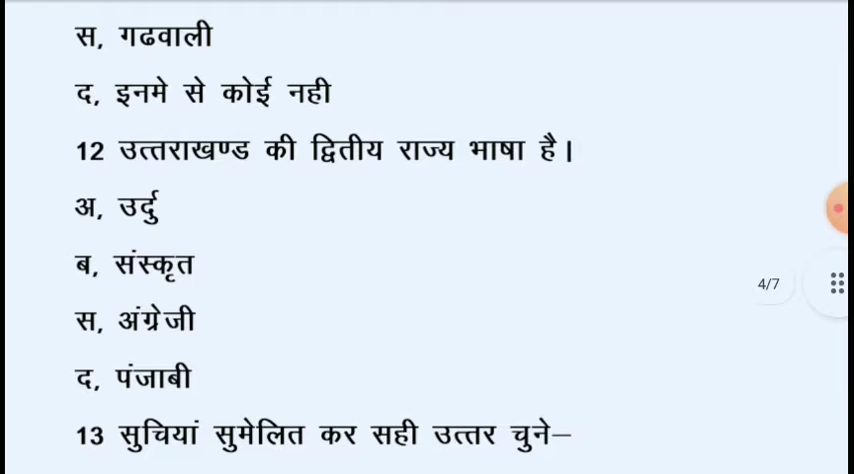 स, गढवाली
द, इनमे से कोई नही
12 उत्तराखण्ड की द्वितीय राज्य भाषा है।
अ, उर्दु
ब, संस्कृत
स, अंग्रेजी
4/7
द, पंजाबी
13 सुचियां सुमेलित कर सही उत्तर चुने–